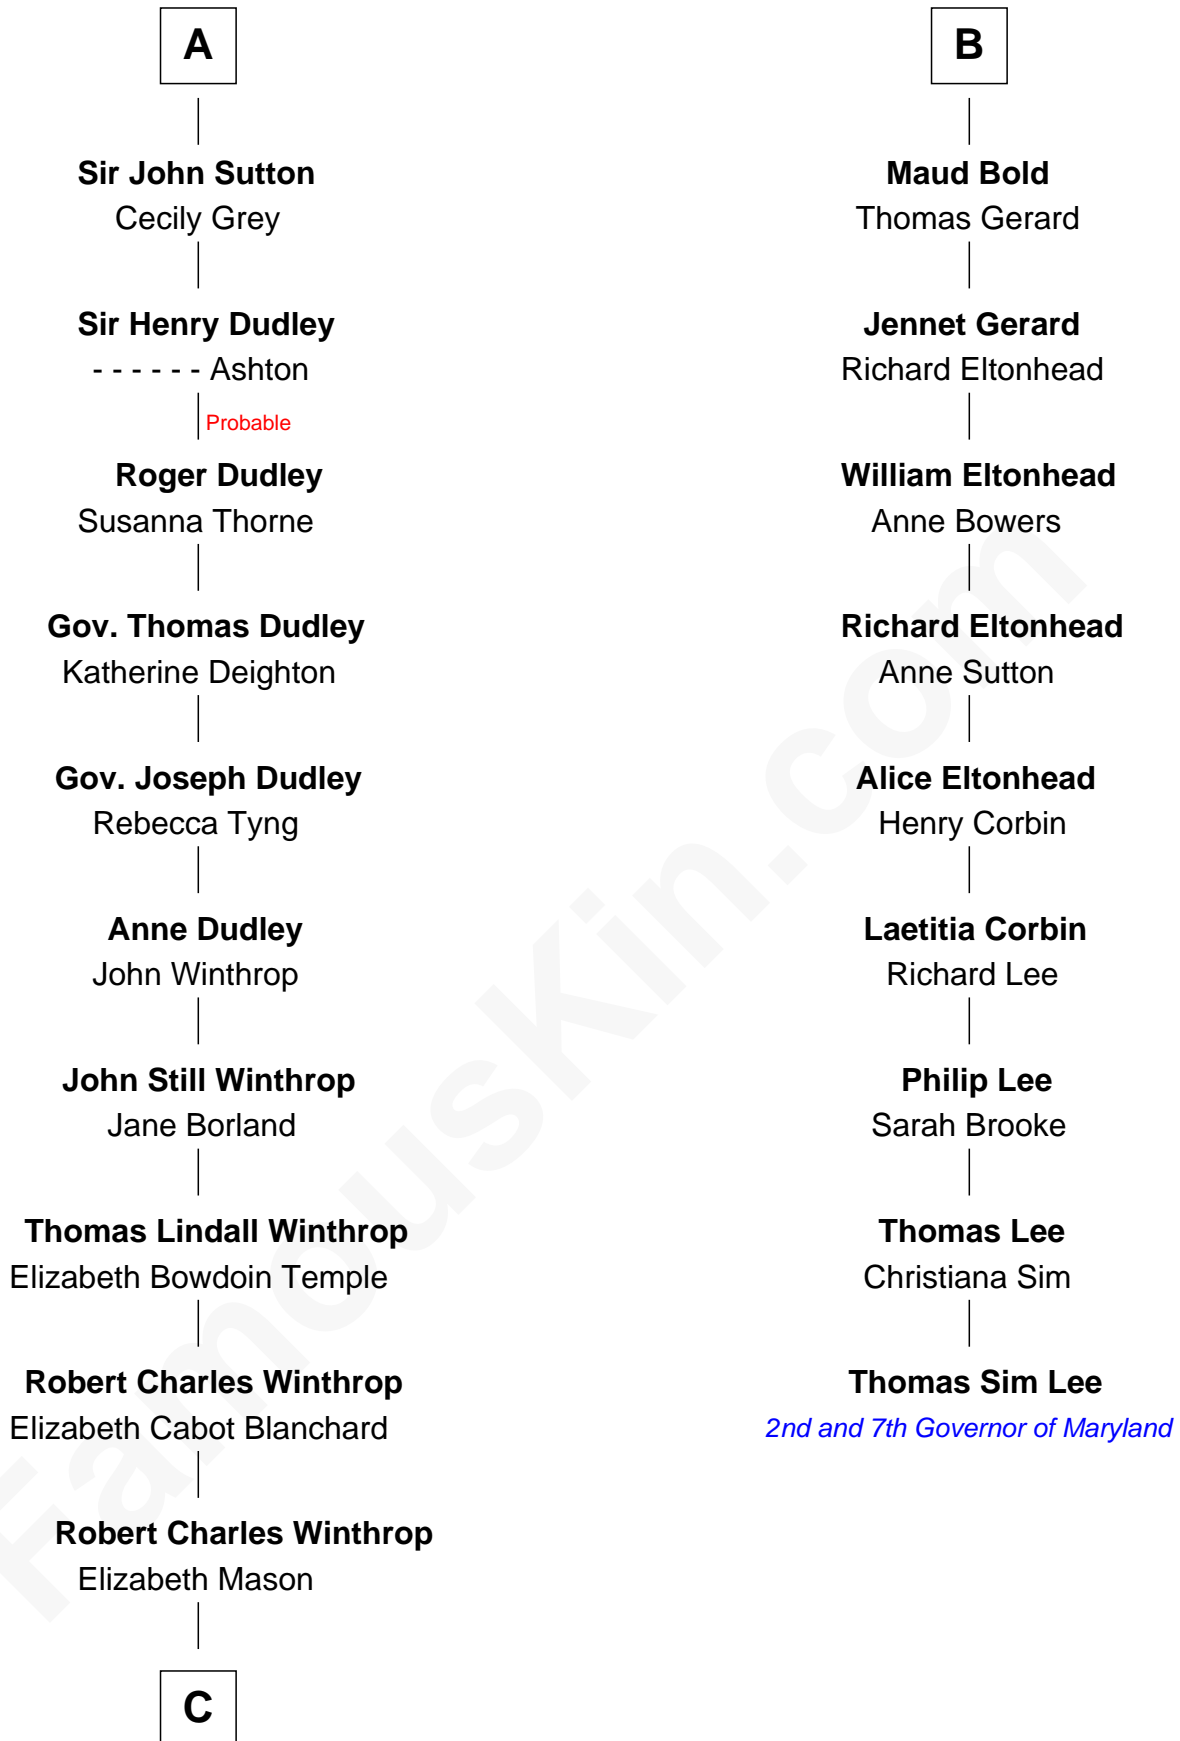 A
Sir John Sutton
Cecily Grey
Sir Henry Dudley
- - - - - - Ashton
Probable
Roger Dudley
Susanna Thorne
Gov. Thomas Dudley
Katherine Deighton
Gov. Joseph Dudley
Rebecca Tyng
Anne Dudley
John Winthrop
John Still Winthrop
Jane Borland
Thomas Lindall Winthrop
Elizabeth Bowdoin Temple
Robert Charles Winthrop
Elizabeth Cabot Blanchard
Robert Charles Winthrop
Elizabeth Mason
C
B
Maud Bold
Thomas Gerard
Jennet Gerard
Richard Eltonhead
William Eltonhead
Anne Bowers
Richard Eltonhead
Anne Sutton
Alice Eltonhead
Henry Corbin
Laetitia Corbin
Richard Lee
Philip Lee
Sarah Brooke
Thomas Lee
Christiana Sim
Thomas Sim Lee
2nd and 7th Governor of Maryland
FamousKin.com